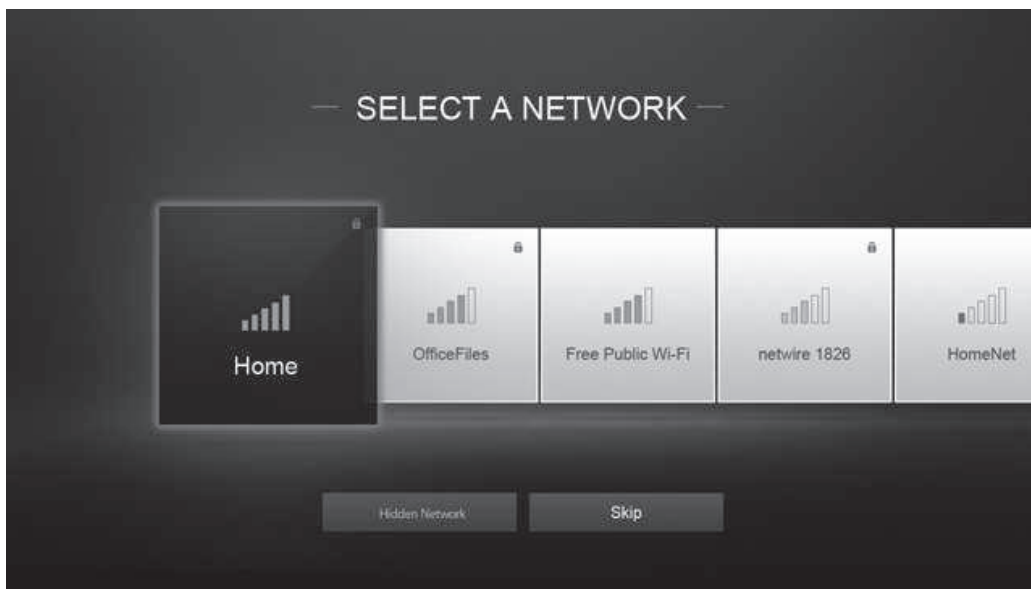 SELECT A NETWORK
Home
OfficeFiles
Free Public Wi-Fi
netwire 1826
HomeNet
Hidden Network
Skip